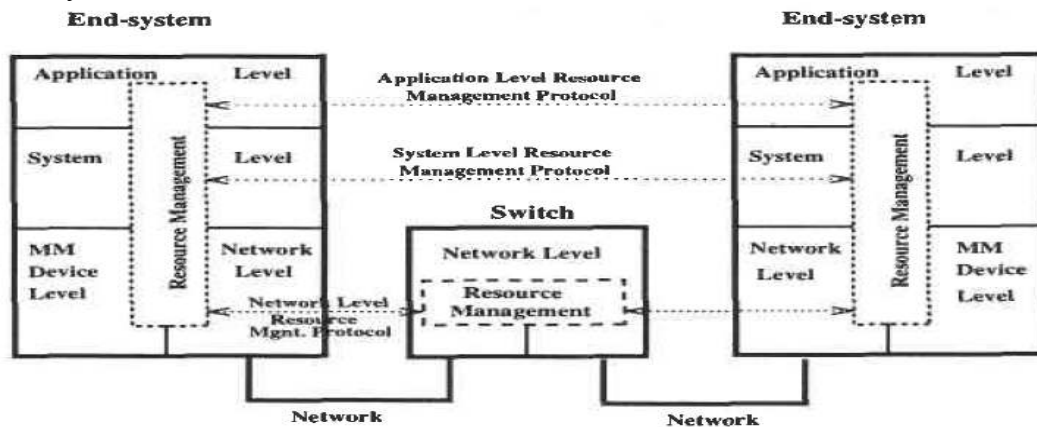 End-system
End-system
Application Level
System Level
MM Device Level
Network Level
Resource Management
Application Level Resource
Management Protocol
System Level Resource
Management Protocol
Switch
Network Level
Resource
Management
Network Level
Resource
Mgnt. Protocol
Application Level
System Level
Network Level
MM Device Level
Resource Management
Network
Network